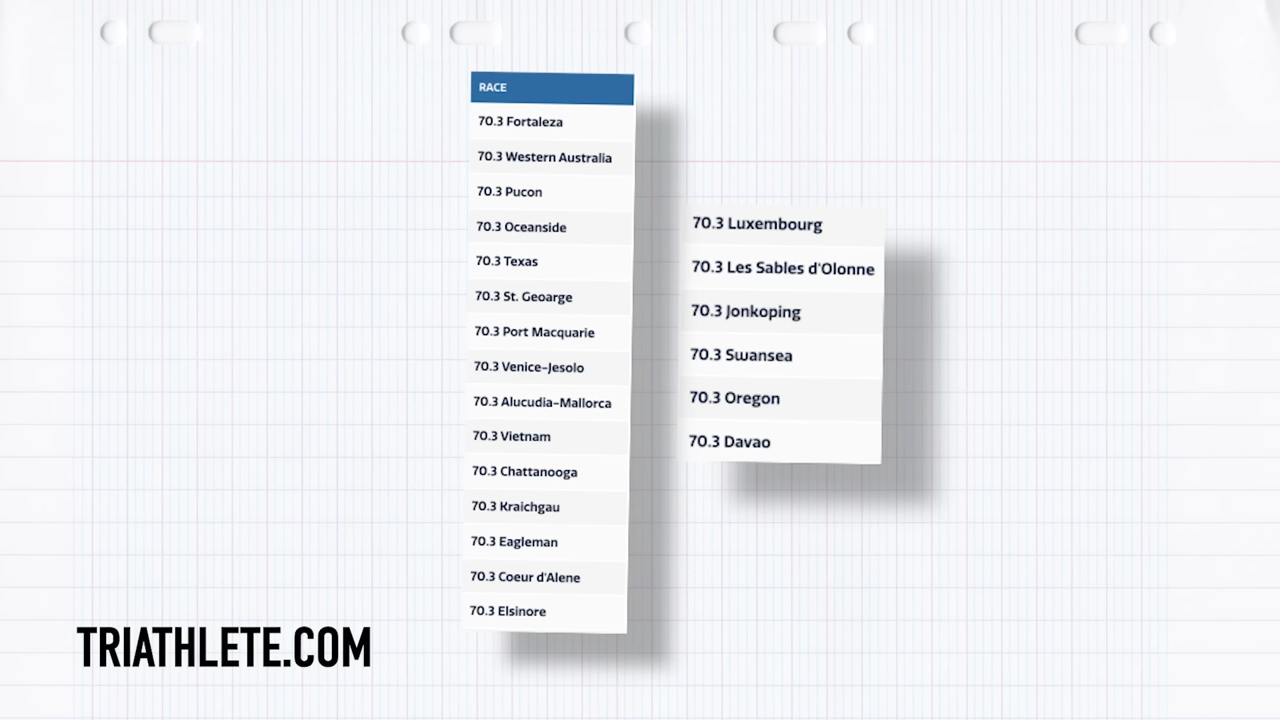 RACE
70.3 Fortaleza
70.3 Western Australia
70.3 Pucon
70.3 Oceanside
70.3 Texas
70.3 St. Geoarge
70.3 Port Macquarie
70.3 Venice-Jesolo
70.3 Alucudia-Mallorca
70.3 Vietnam
70.3 Chattanooga
70.3 Kraichgau
70.3 Eagleman
70.3 Coeur d'Alene
70.3 Elsinore
70.3 Luxembourg
70.3 Les Sables d'Olonne
70.3 Jonkoping
70.3 Swansea
70.3 Oregon
70.3 Davao
TRIATHLETE.COM